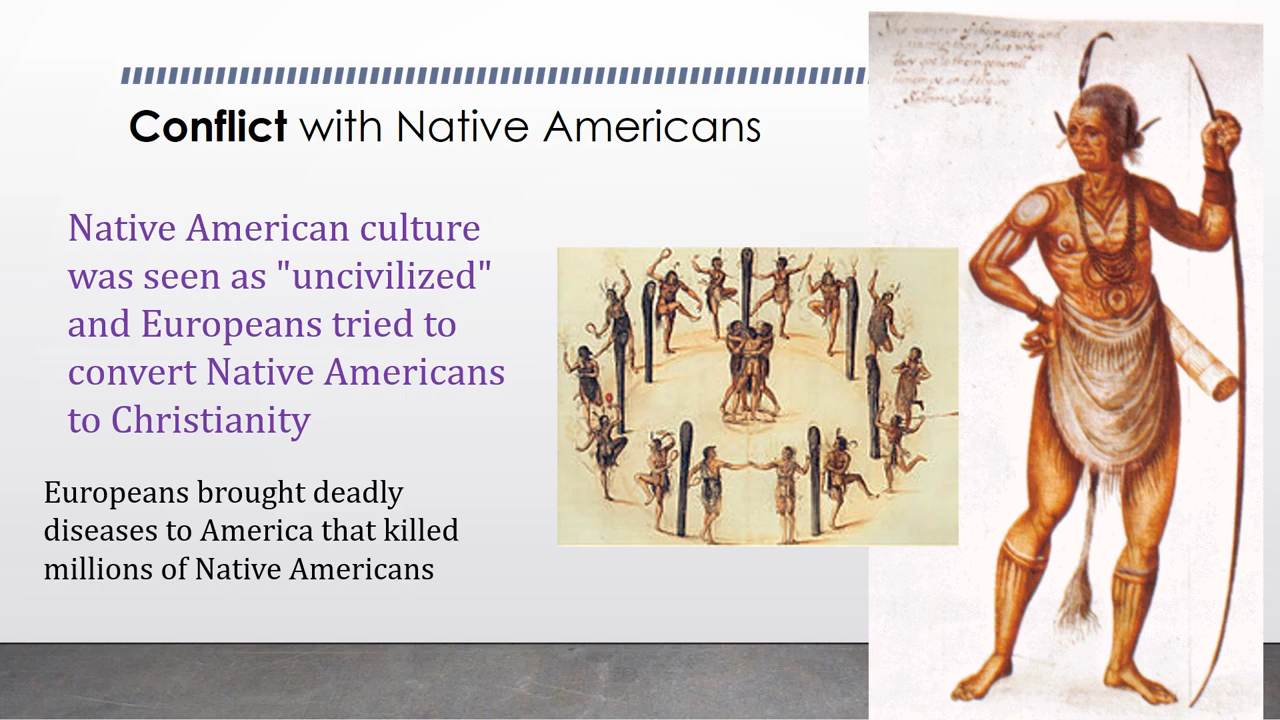 Conflict with Native Americans
Native American culture
was seen as "uncivilized"
and Europeans tried to
convert Native Americans
to Christianity
Europeans brought deadly
diseases to America that killed
millions of Native Americans